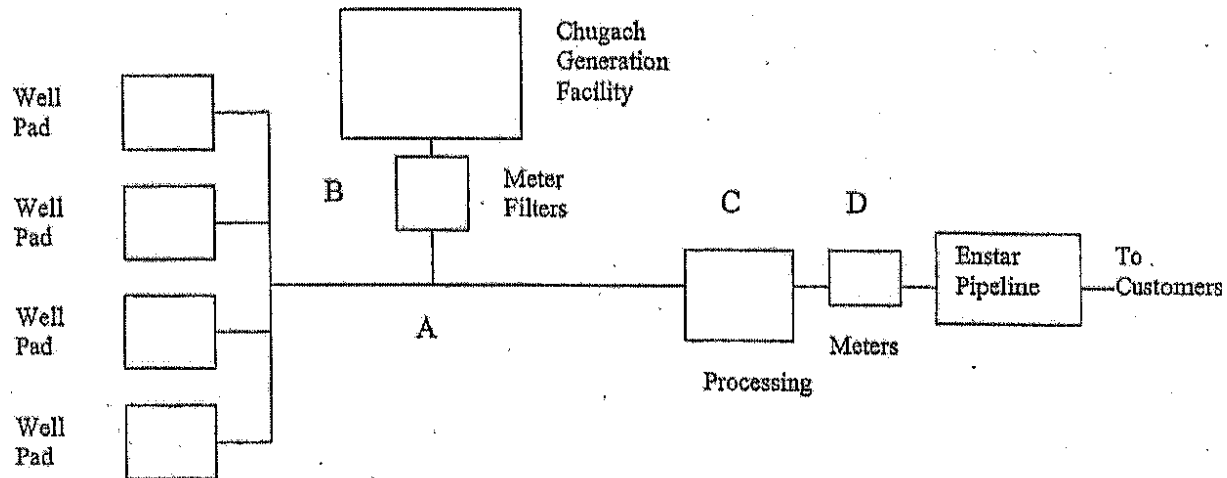 Chugach
Generation
Facility
Well
Pad
Well
Pad
B
Meter
Filters
C
D
Enstar
Pipeline
To
Customers
Well
Pad
A
Meters
Processing
Well
Pad